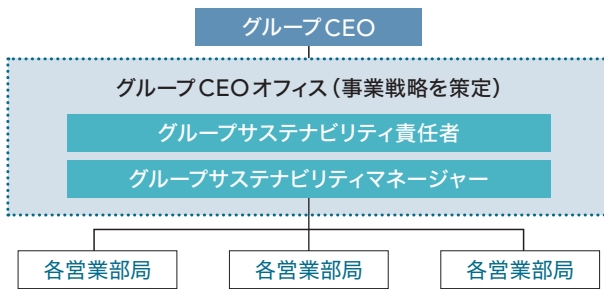 グループCEO
グループCEOオフィス(事業戦略を策定)
グループサステナビリティ責任者
グループサステナビリティマネージャー
各営業部局
各営業部局
各営業部局